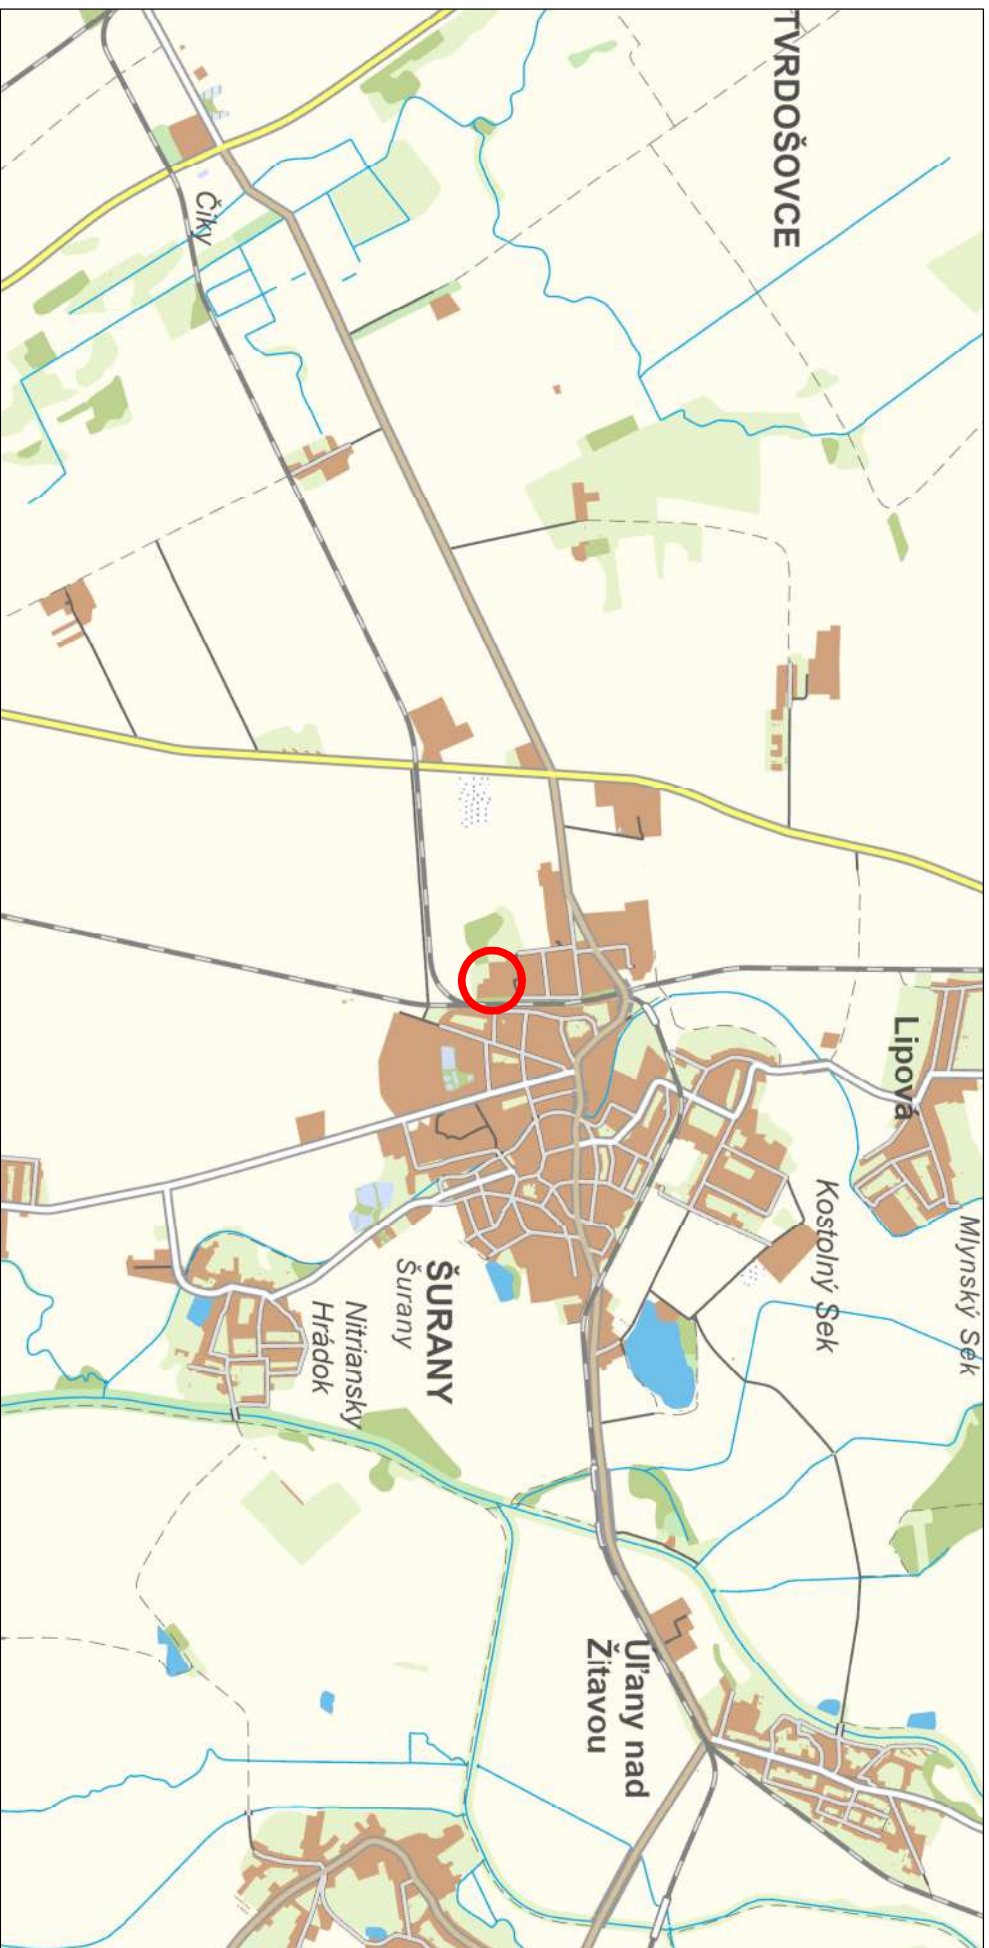 TVRDOŠOVCE
Čiky
Lipová
Mlynský Sek
Kostolný Sek
ŠURANY
Šurany
Nitriansky
Hrádok
Úľany nad
Žitavou